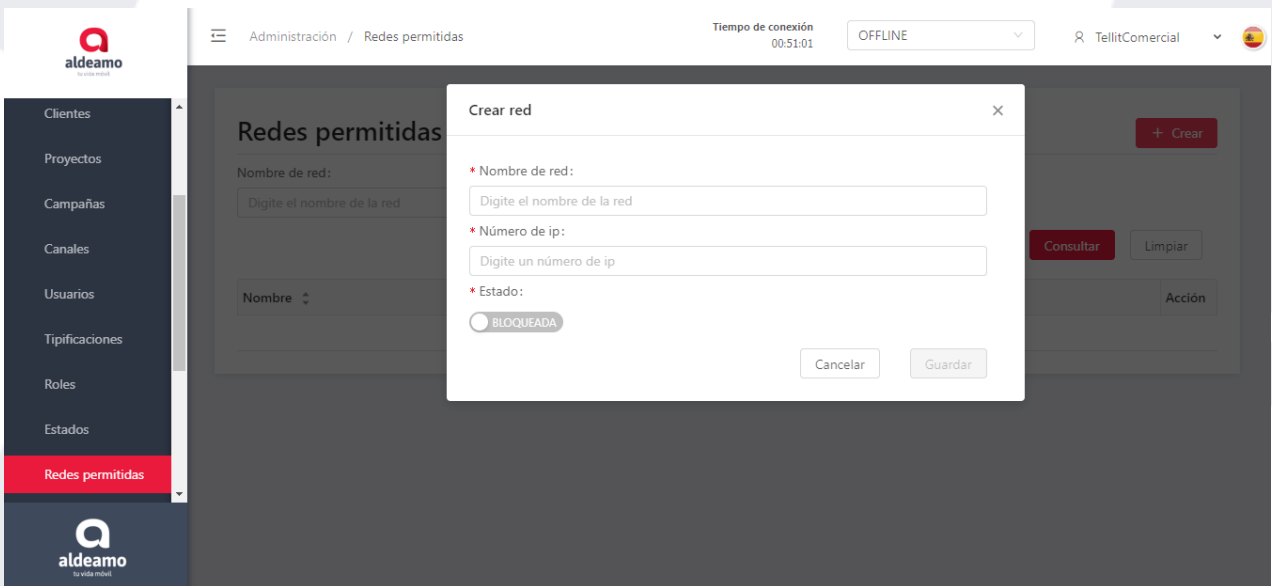 aldeamo
tu vida móvil
Administración / Redes permitidas
Tiempo de conexión
00:51:01
OFFLINE
TellitComercial
Clientes
Proyectos
Campañas
Canales
Usuarios
Tipificaciones
Roles
Estados
Redes permitidas
aldeamo
tu vida móvil
Redes permitidas
+ Crear
Nombre de red:
Digite el nombre de la red
Consultar
Limpiar
Nombre
Acción
Crear red
* Nombre de red:
Digite el nombre de la red
* Número de ip:
Digite un número de ip
* Estado:
BLOQUEADA
Cancelar
Guardar